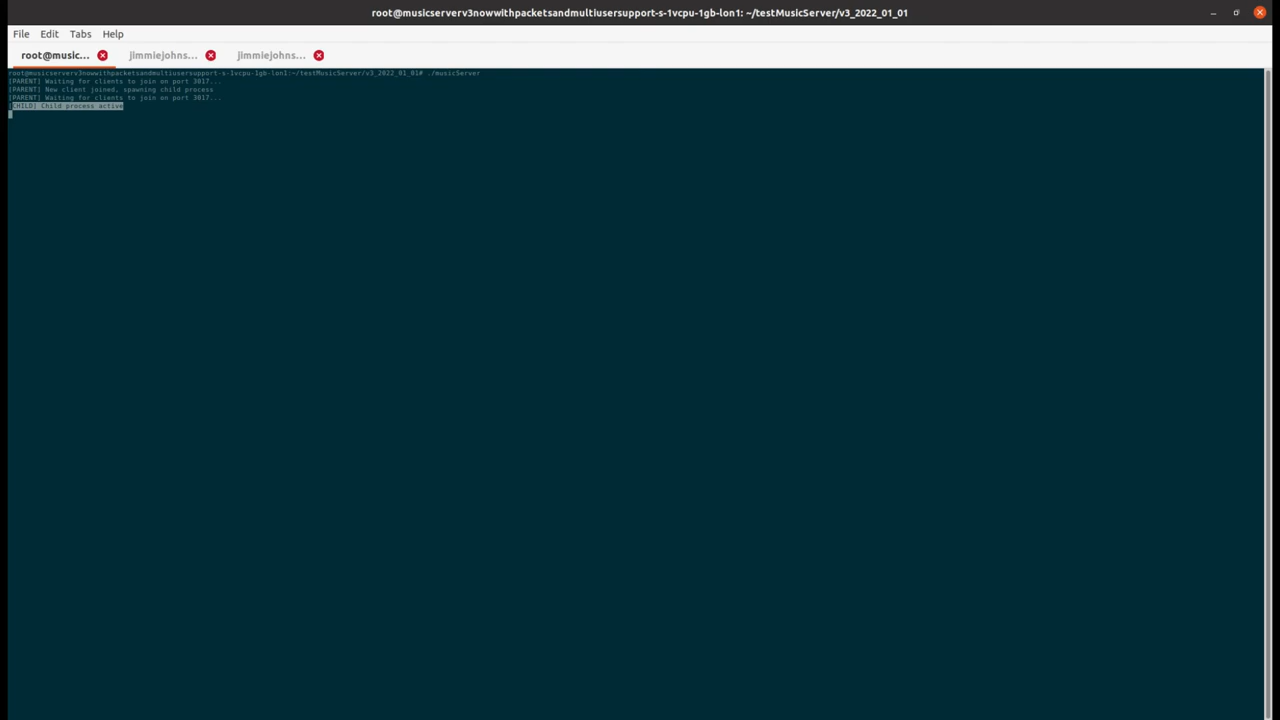 root@musicserverv3nowwithpacketsandmultiusersupport-s-1vcpu-1gb-lon1: ~/testMusicServer/v3_2022_01_01
File Edit Tabs Help
root@music... jimmiejohns... jimmiejohns...
root@musicserverv3nowwithpacketsandmultiusersupport-s-1vcpu-1gb-lon1:~/testMusicServer/v3_2022_01_01# ./musicServer
[PARENT] Waiting for clients to join on port 3017...
[PARENT] New client joined, spawning child process
[PARENT] Waiting for clients to join on port 3017...
[CHILD] Child process active